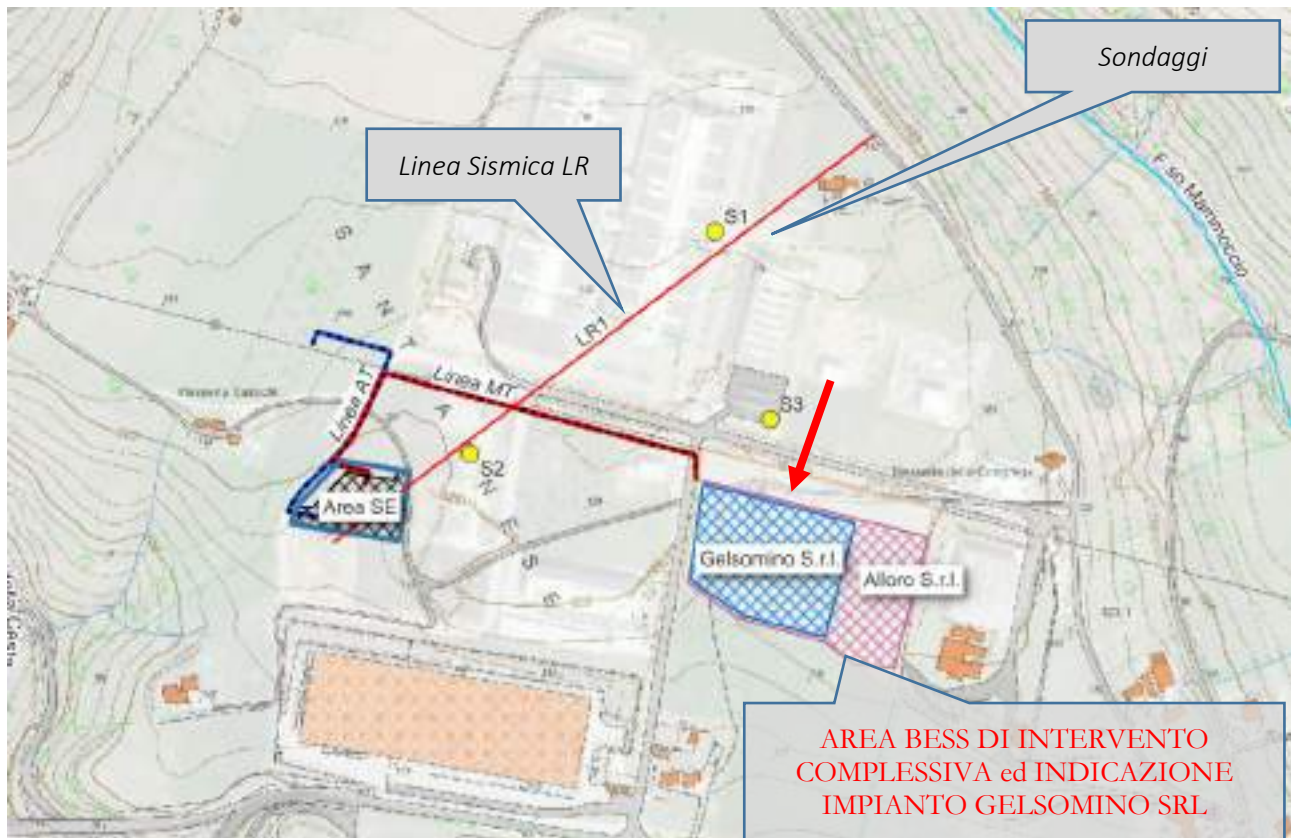 Sondaggi
Linea Sismica LR
F.so Mammoccio
S1
LR1
Linea MT
Linea AT
S3
S2
Area SE
Gelsomino S.r.l.
Alloro S.r.l.
S A N T A N E S E
AREA BESS DI INTERVENTO
COMPLESSIVA ed INDICAZIONE
IMPIANTO GELSOMINO SRL